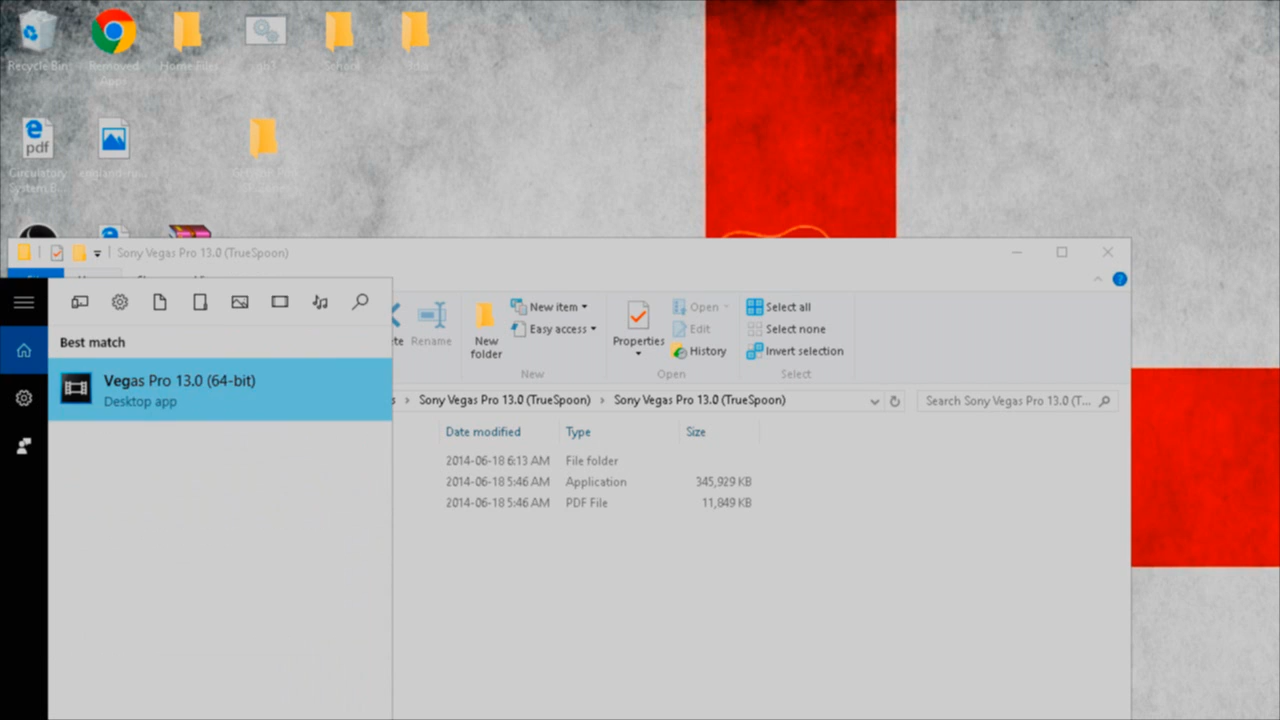 Recycle Bin
Removed Apps
Home Files
School
Circulatory
System B...
Sony Vegas Pro 13.0 (TrueSpoon)
Best match
Vegas Pro 13.0 (64-bit)
Desktop app
Rename
New folder
New item
Easy access
New
Properties
Open
Edit
History
Open
Select all
Select none
Invert selection
Select
Sony Vegas Pro 13.0 (TrueSpoon) > Sony Vegas Pro 13.0 (TrueSpoon)
Search Sony Vegas Pro 13.0 (T...
Date modified Type Size
2014-06-18 6:13 AM File folder
2014-06-18 5:46 AM Application 345,929 KB
2014-06-18 5:46 AM PDF File 11,849 KB
pdf